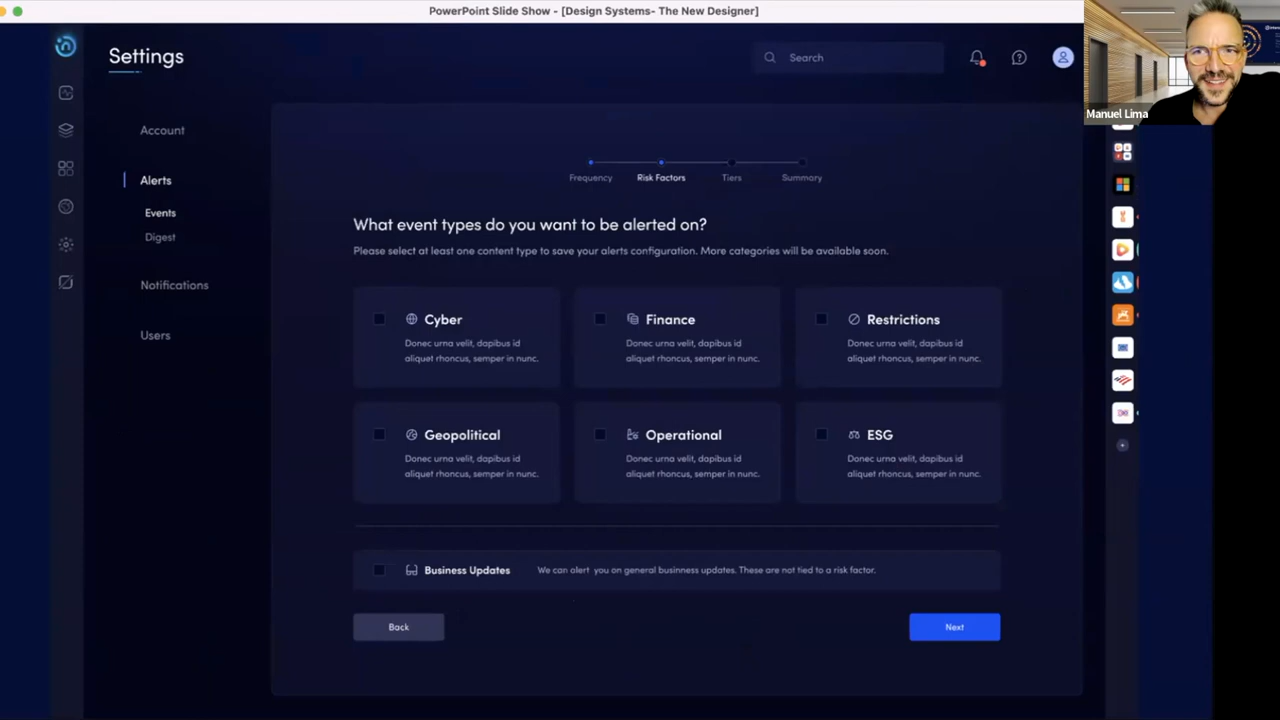 PowerPoint Slide Show - [Design Systems- The New Designer]
Settings
Search
Manuel Lima
Account
Alerts
Events
Digest
Notifications
Users
Frequency
Risk Factors
Tiers
Summary
What event types do you want to be alerted on?
Please select at least one content type to save your alerts configuration. More categories will be available soon.
Cyber
Donec urna velit, dapibus id
aliquet rhoncus, semper in nunc.
Finance
Donec urna velit, dapibus id
aliquet rhoncus, semper in nunc.
Restrictions
Donec urna velit, dapibus id
aliquet rhoncus, semper in nunc.
Geopolitical
Donec urna velit, dapibus id
aliquet rhoncus, semper in nunc.
Operational
Donec urna velit, dapibus id
aliquet rhoncus, semper in nunc.
ESG
Donec urna velit, dapibus id
aliquet rhoncus, semper in nunc.
Business Updates
We can alert you on general businness updates. These are not tied to a risk factor.
Back
Next